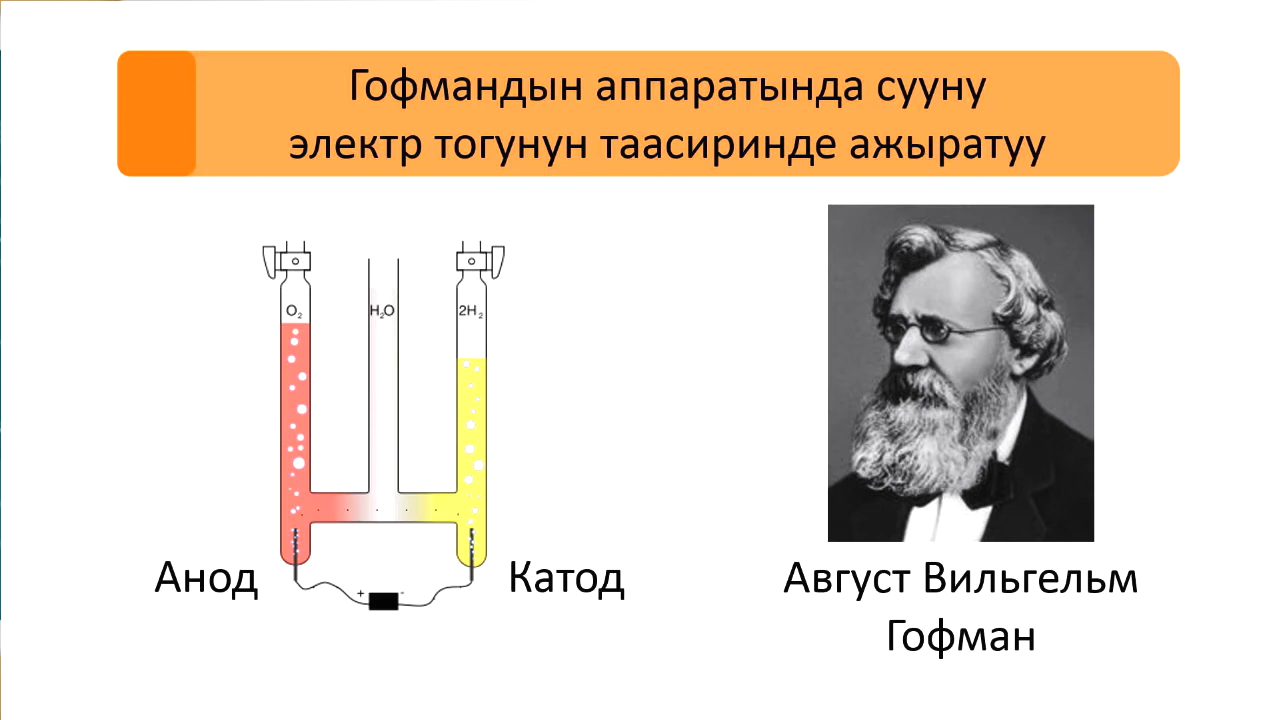 Гофмандын аппаратында сууну
электр тогунун таасиринде ажыратуу
O₂
H₂O
2H₂
Анод
+
-
Катод
Август Вильгельм
Гофман